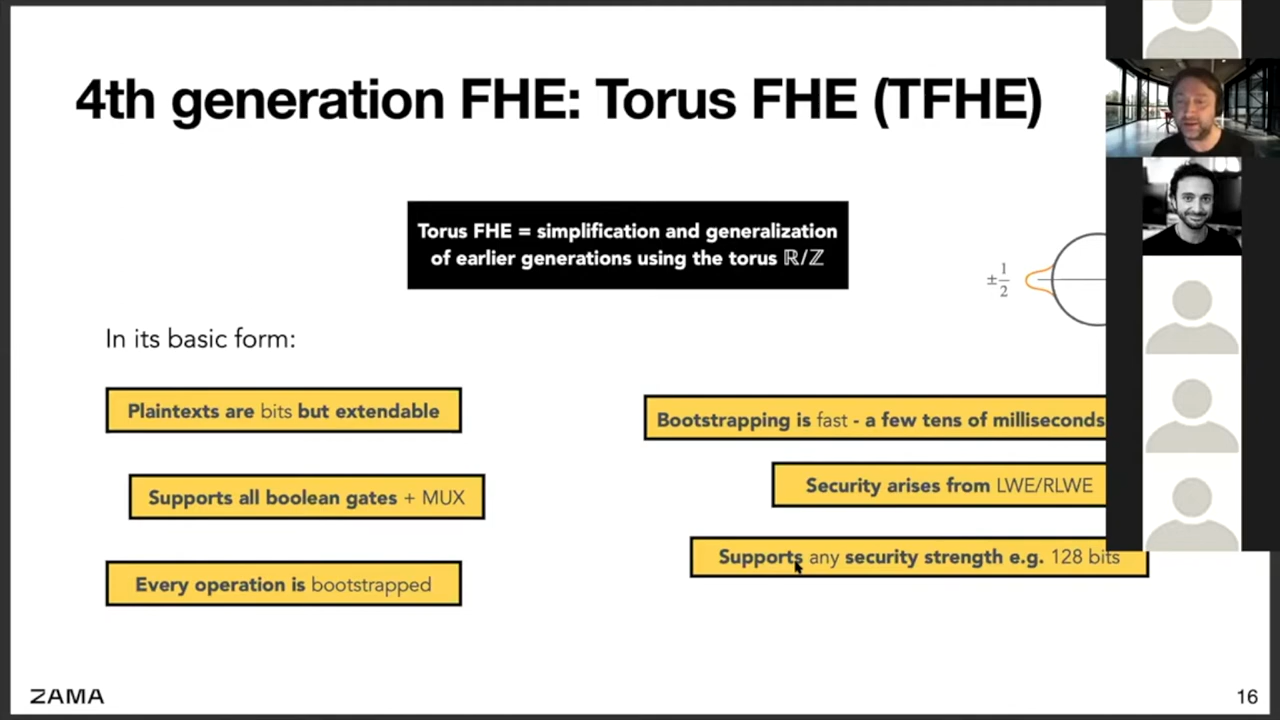 4th generation FHE: Torus FHE (TFHE)
Torus FHE = simplification and generalization
of earlier generations using the torus ℝ/ℤ
±1/2
In its basic form:
Plaintexts are bits but extendable
Bootstrapping is fast - a few tens of milliseconds
Supports all boolean gates + MUX
Security arises from LWE/RLWE
Supports any security strength e.g. 128 bits
Every operation is bootstrapped
ZAMA
16